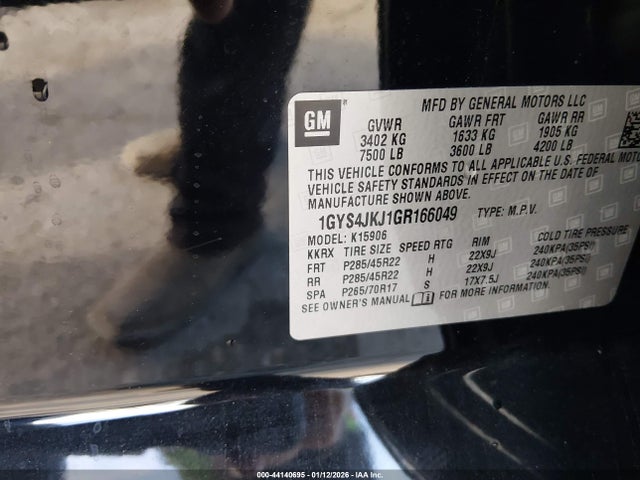 GM
MFD BY GENERAL MOTORS LLC
GVWR GAWR FRT GAWR RR
3402 KG 1633 KG 1905 KG
7500 LB 3600 LB 4200 LB
THIS VEHICLE CONFORMS TO ALL APPLICABLE U.S. FEDERAL MOTO
VEHICLE SAFETY STANDARDS IN EFFECT ON THE DATE OF
MANUFACTURE SHOWN ABOVE.
1GYS4JKJ1GR166049 TYPE: M.P.V.
MODEL: K15906
KKRX TIRE SIZE SPEED RTG RIM COLD TIRE PRESSURE
FRT P285/45R22 H 22X9J 240KPA(35PSI)
RR P285/45R22 H 22X9J 240KPA(35PSI)
SPA P265/70R17 S 17X7.5J 240KPA(35PSI)
SEE OWNER'S MANUAL FOR MORE INFORMATION.
000-44140695 - 01/12/2026 - IAA Inc.